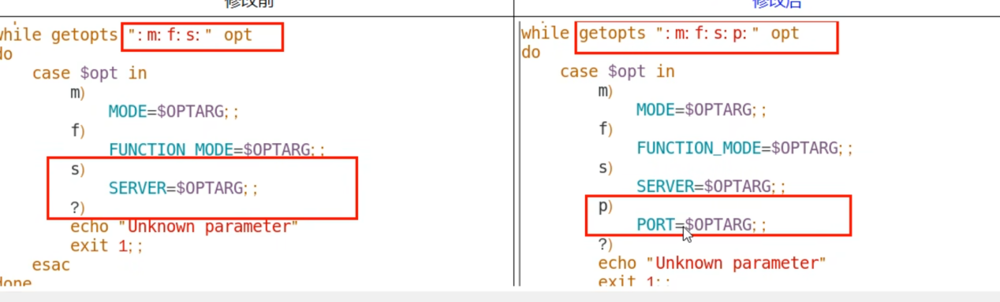 修改前
while getopts ":m:f:s:" opt
do
case $opt in
m)
MODE=$OPTARG;;
f)
FUNCTION_MODE=$OPTARG;;
s)
SERVER=$OPTARG;;
?)
echo "Unknown parameter"
exit 1;;
esac
done
修改后
while getopts ":m:f:s:p:" opt
do
case $opt in
m)
MODE=$OPTARG;;
f)
FUNCTION_MODE=$OPTARG;;
s)
SERVER=$OPTARG;;
p)
PORT=$OPTARG;;
?)
echo "Unknown parameter"
exit 1;;